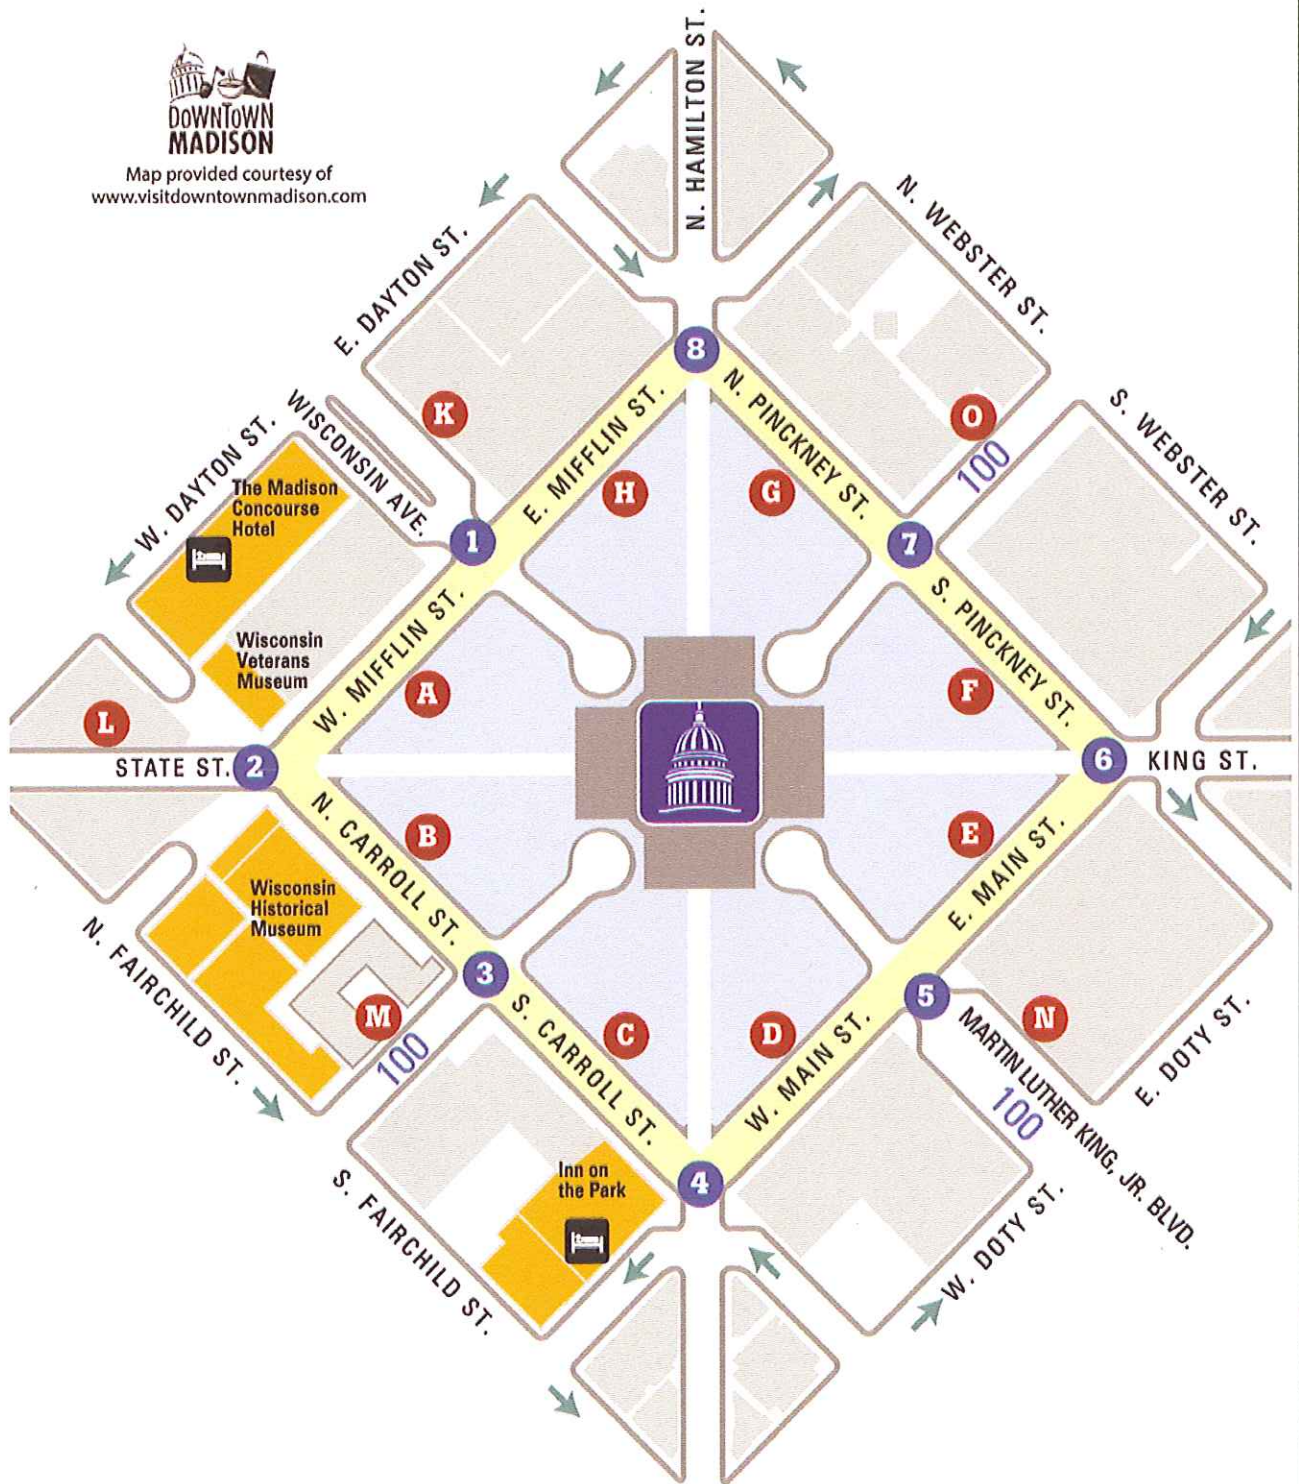 DOWNTOWN
MADISON
Map provided courtesy of
www.visitdowntownmadison.com
N. HAMILTON ST.
N. WEBSTER ST.
E. DAYTON ST.
8
K
WISCONSIN AVE.
E. MIFFLIN ST.
N. PINCKNEY ST.
O
100
S. WEBSTER ST.
W. DAYTON ST.
The Madison
Concourse
Hotel
H
G
1
7
S. PINCKNEY ST.
W. MIFFLIN ST.
Wisconsin
Veterans
Museum
A
F
L
STATE ST.
2
6
KING ST.
N. CARROLL ST.
B
E
E. MAIN ST.
Wisconsin
Historical
Museum
N. FAIRCHILD ST.
3
5
M
100
S. CARROLL ST.
C
D
W. MAIN ST.
N
MARTIN LUTHER KING, JR. BLVD.
100
E. DOTY ST.
Inn on
the Park
4
S. FAIRCHILD ST.
W. DOTY ST.